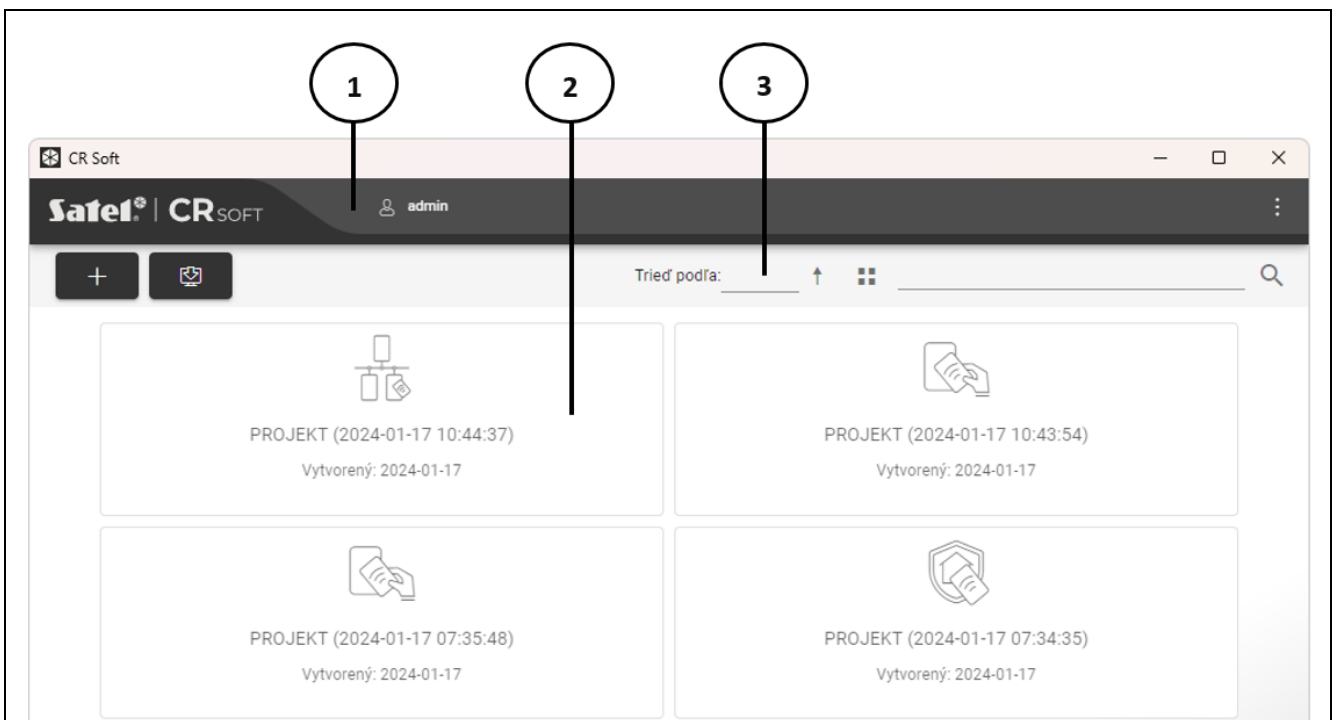 1 2 3
CR Soft
Satel® | CR SOFT admin
Trieď podľa:
PROJEKT (2024-01-17 10:44:37) PROJEKT (2024-01-17 10:43:54)
Vytvorený: 2024-01-17 Vytvorený: 2024-01-17
PROJEKT (2024-01-17 07:35:48) PROJEKT (2024-01-17 07:34:35)
Vytvorený: 2024-01-17 Vytvorený: 2024-01-17